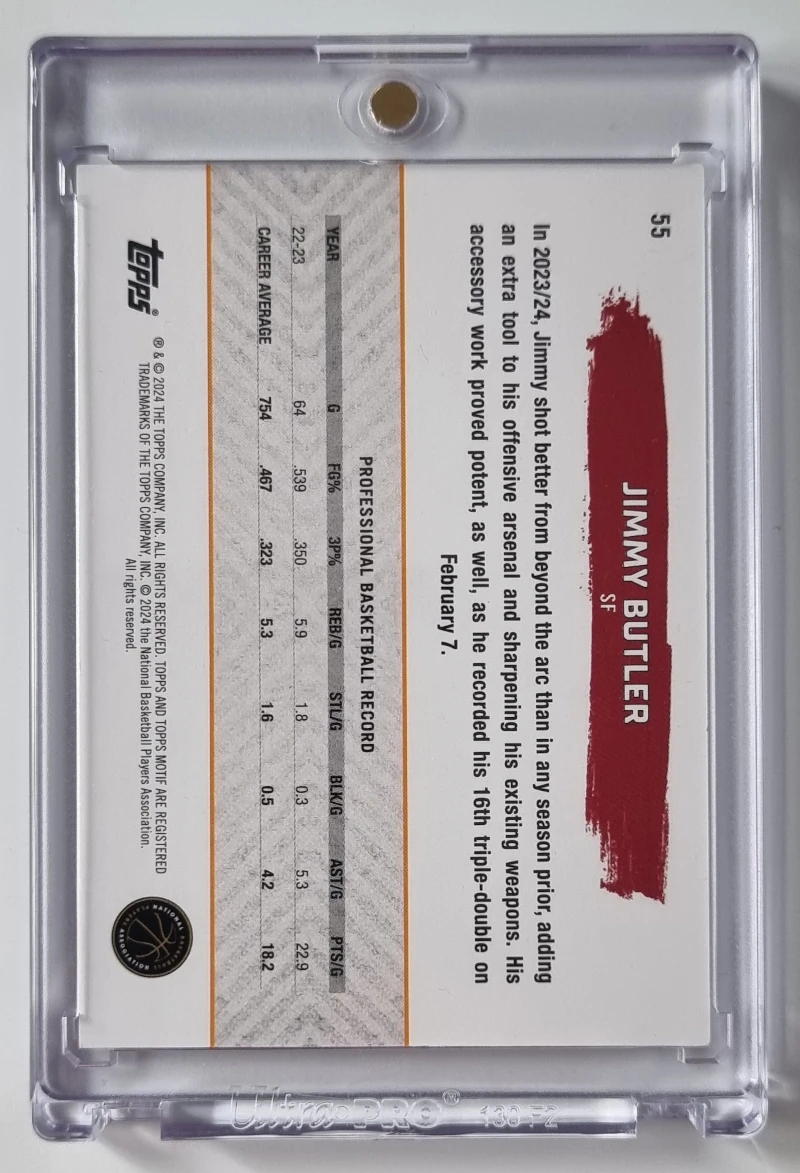 55
JIMMY BUTLER
SF
In 2023/24, Jimmy shot better from beyond the arc than in any season prior, adding
an extra tool to his offensive arsenal and sharpening his existing weapons. His
accessory work proved potent, as well, as he recorded his 16th triple-double on
February 7.
PROFESSIONAL BASKETBALL RECORD
YEAR G FG% 3P% REB/G STL/G BLK/G AST/G PTS/G
22-23 64 .539 .350 5.9 1.8 0.3 5.3 22.9
CAREER AVERAGE 754 .467 .323 5.3 1.6 0.5 4.2 18.2
topps®
® & © 2024 THE TOPPS COMPANY, INC. ALL RIGHTS RESERVED. TOPPS AND TOPPS MOTIF ARE REGISTERED
TRADEMARKS OF THE TOPPS COMPANY, INC. © 2024 the National Basketball Players Association.
All rights reserved.
NATIONAL BASKETBALL PLAYERS ASSOCIATION
Ultra·PRO®